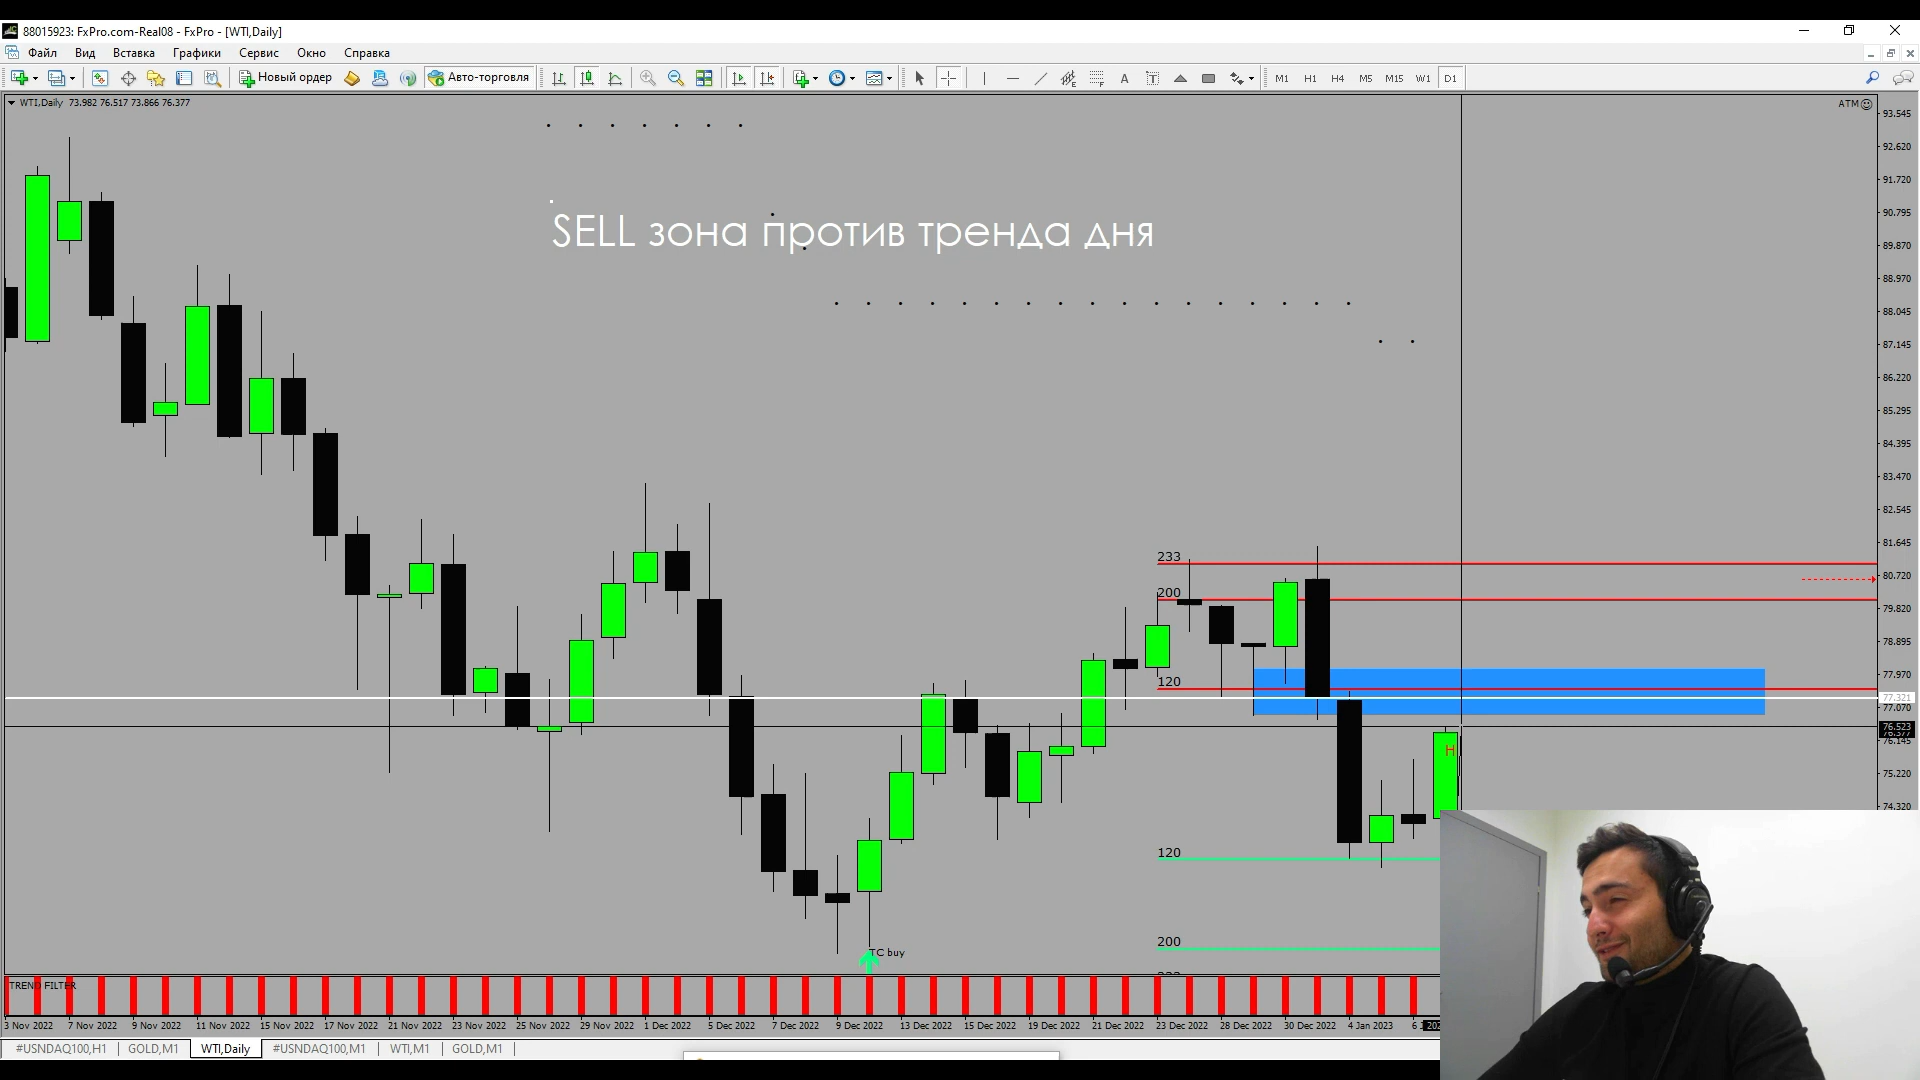 88015923: FxPro.com-Real08 - FxPro - [WTI,Daily]
Файл Вид Вставка Графики Сервис Окно Справка
Новый ордер Авто-торговля A T M1 H1 H4 M5 M15 W1 D1
WTI,Daily 73.982 76.517 73.866 76.377
ATM
93.545
92.620
91.720
90.795
SELL зона против тренда дня
89.870
88.970
88.045
87.145
86.220
85.295
84.395
83.470
82.545
81.645
233
80.720
200
79.820
78.895
120
77.970
77.321
77.070
76.523
76.145
H
75.220
74.320
120
200
TC buy
TREND FILTER
3 Nov 2022 7 Nov 2022 9 Nov 2022 11 Nov 2022 15 Nov 2022 17 Nov 2022 21 Nov 2022 23 Nov 2022 25 Nov 2022 29 Nov 2022 1 Dec 2022 5 Dec 2022 7 Dec 2022 9 Dec 2022 13 Dec 2022 15 Dec 2022 19 Dec 2022 21 Dec 2022 23 Dec 2022 28 Dec 2022 30 Dec 2022 4 Jan 2023
#USNDAQ100,H1 GOLD,M1 WTI,Daily #USNDAQ100,M1 WTI,M1 GOLD,M1